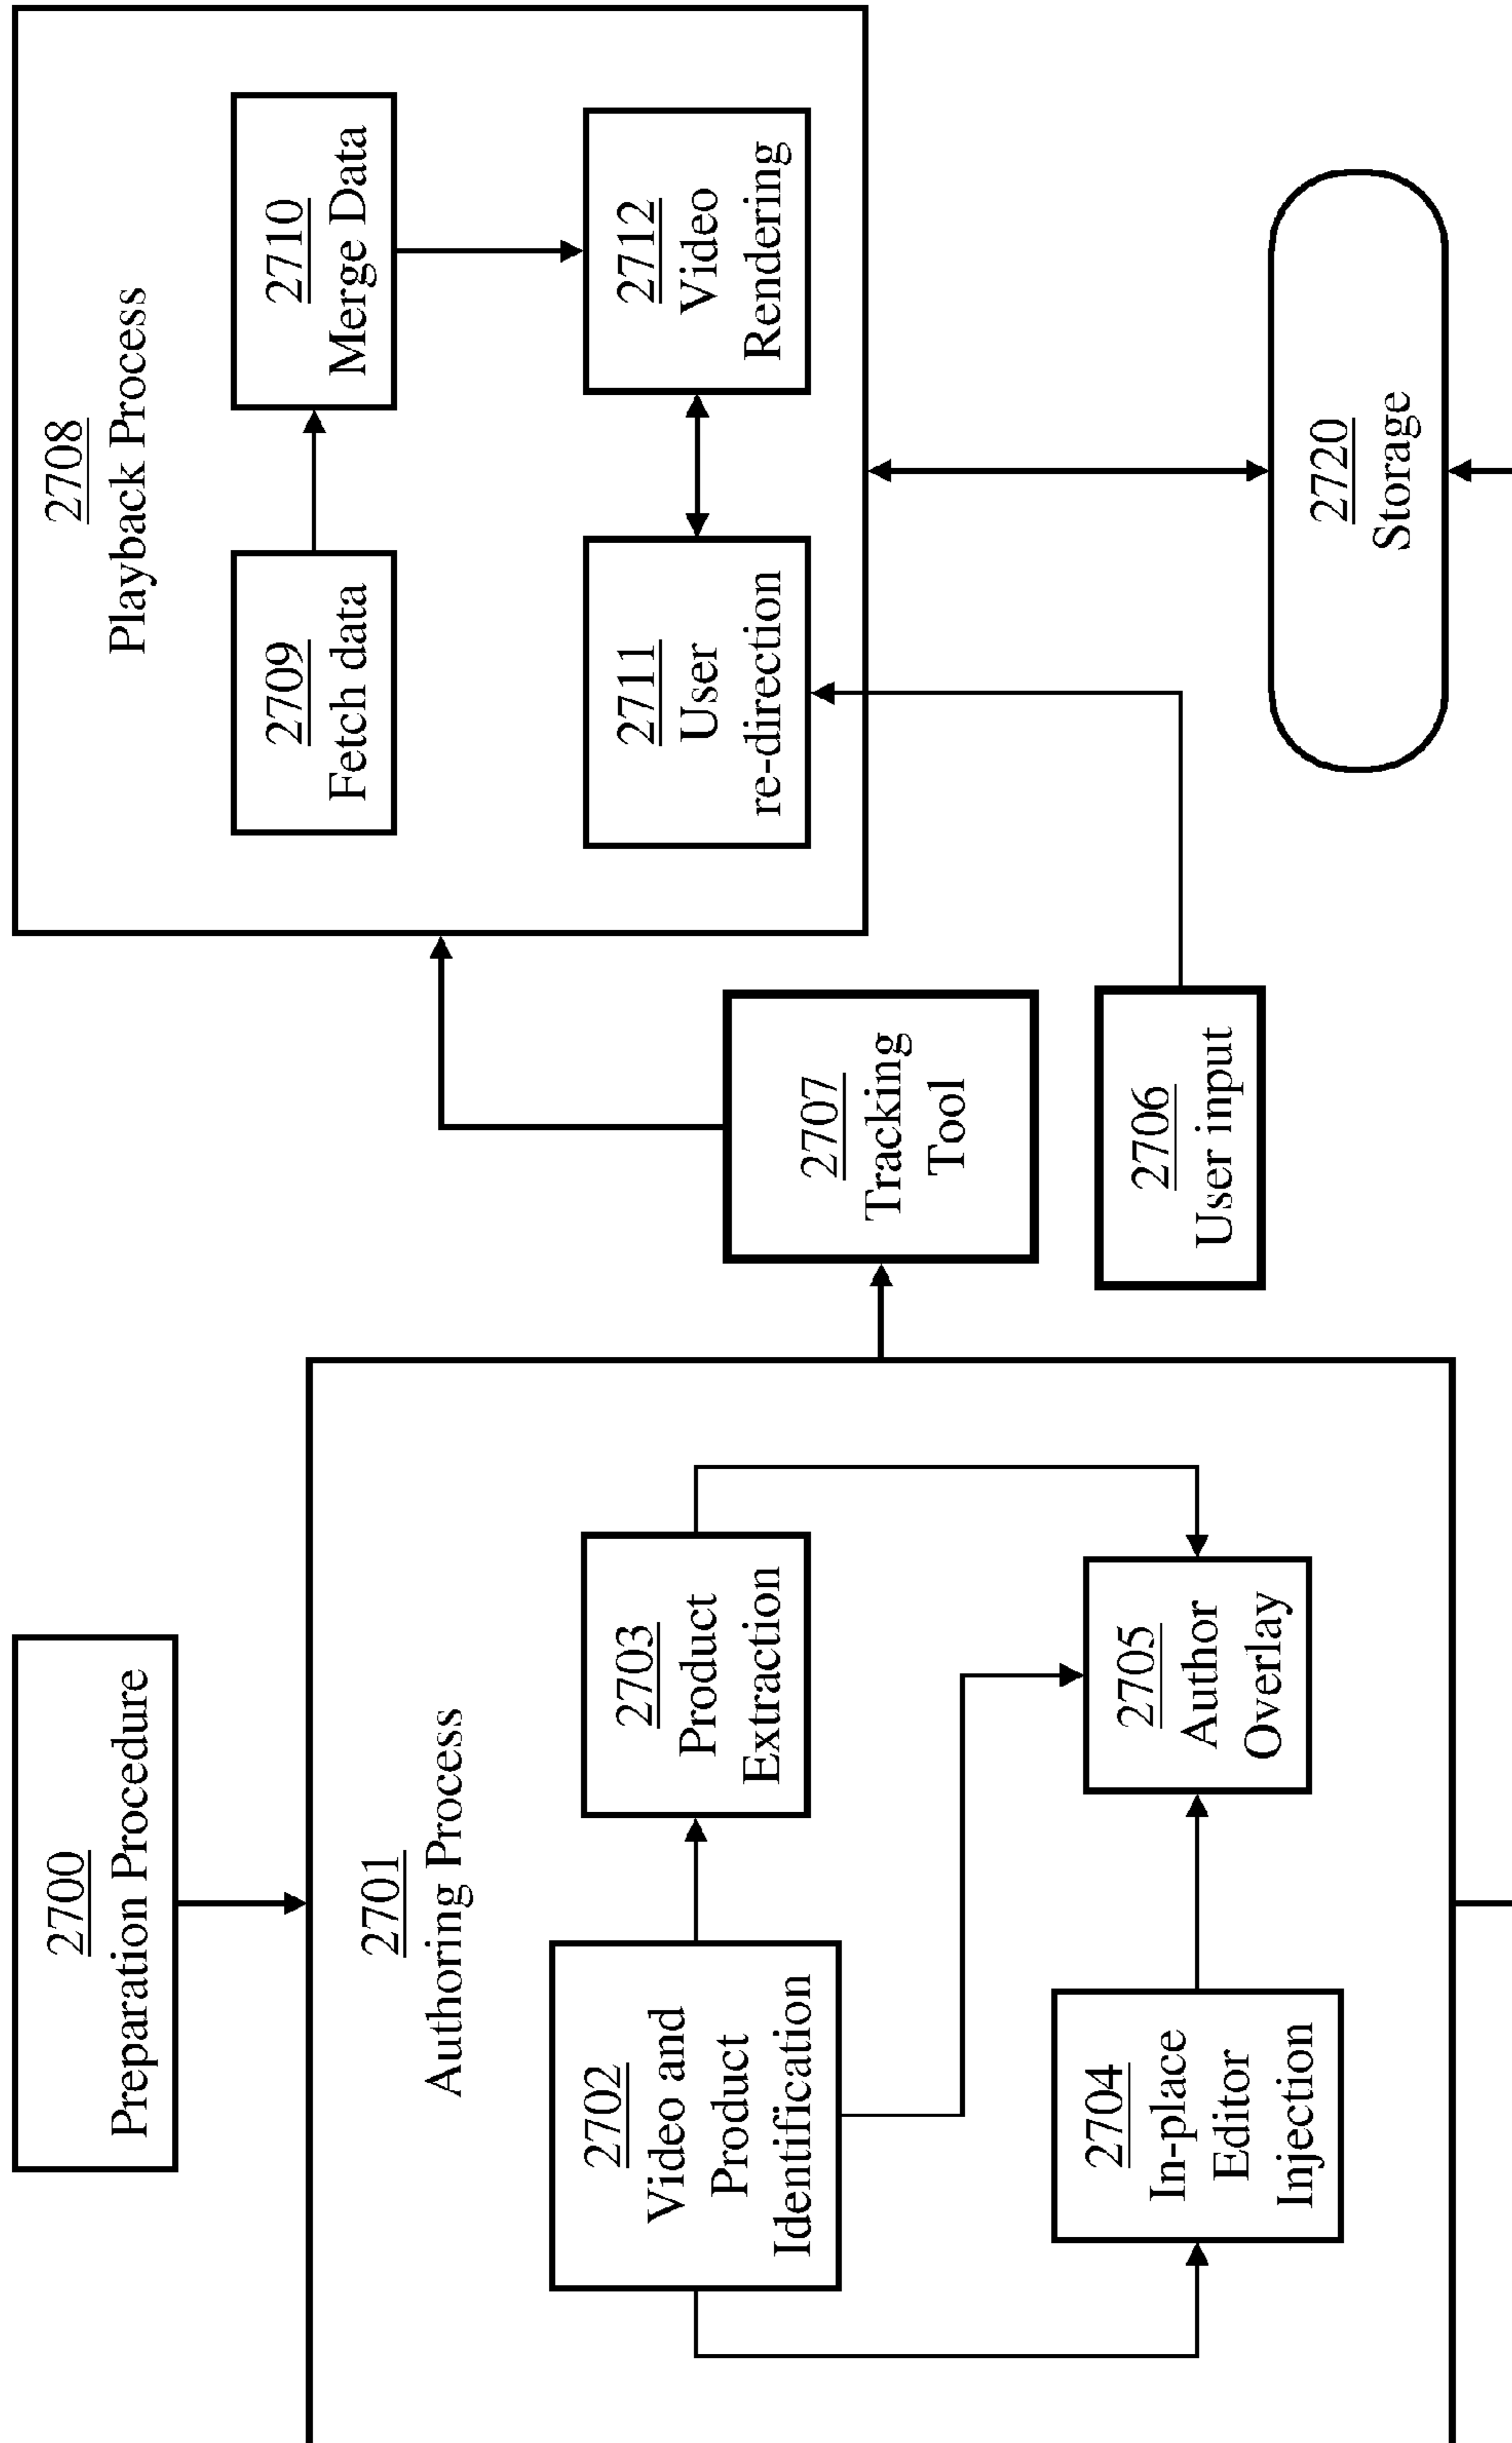 2700
Preparation Procedure
2701
Authoring Process
2702
Video and
Product
Identification
2703
Product
Extraction
2704
In-place
Editor
Injection
2705
Author
Overlay
2707
Tracking
Tool
2706
User input
2708
Playback Process
2709
Fetch data
2710
Merge Data
2711
User
re-direction
2712
Video
Rendering
2720
Storage